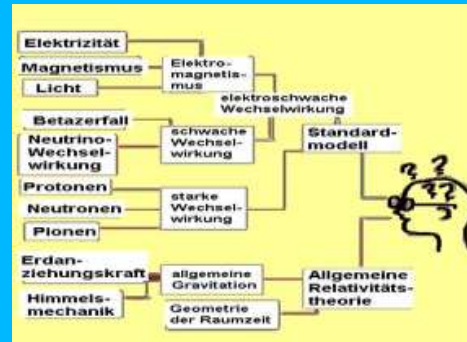 Elektrizität
Magnetismus
Licht
Elektro-
magnetis-
mus
elektroschwache
Wechselwirkung
Betazerfall
Neutrino-
Wechsel-
wirkung
schwache
Wechsel-
wirkung
Standard-
modell
Protonen
Neutronen
PIonen
starke
Wechsel-
wirkung
? ?
? ?
?
Erdan-
ziehungskraft
Himmels-
mechanik
allgemeine
Gravitation
Geometrie
der Raumzeit
Allgemeine
Relativitäts-
theorie